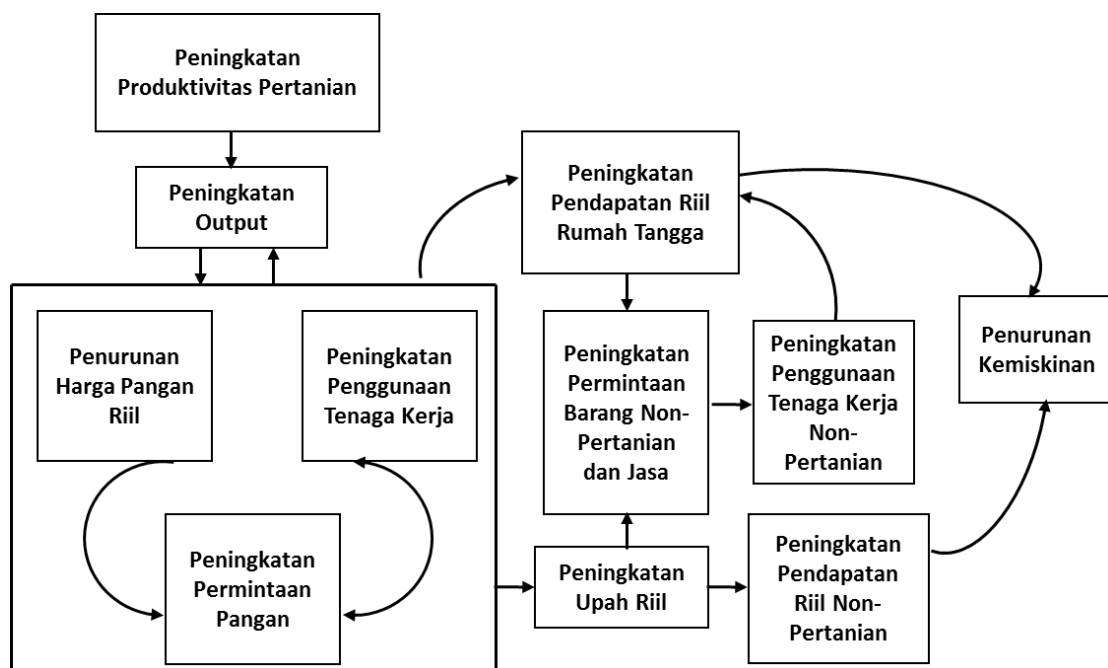 Peningkatan
Produktivitas Pertanian
Peningkatan
Output
Penurunan
Harga Pangan
Riil
Peningkatan
Penggunaan
Tenaga Kerja
Peningkatan
Permintaan
Pangan
Peningkatan
Pendapatan Riil
Rumah Tangga
Peningkatan
Permintaan
Barang Non-
Pertanian
dan Jasa
Peningkatan
Penggunaan
Tenaga Kerja
Non-
Pertanian
Peningkatan
Upah Riil
Peningkatan
Pendapatan
Riil Non-
Pertanian
Penurunan
Kemiskinan